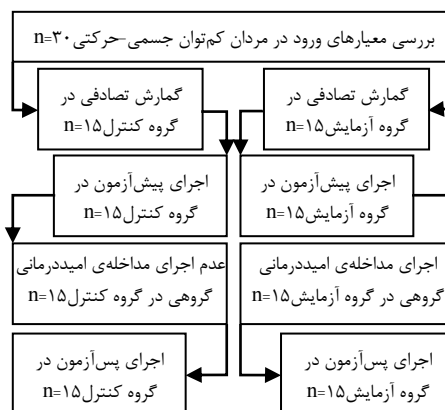 بررسی معیارهای ورود در مردان کم‌توان جسمی-حرکتی n=۳۰
گمارش تصادفی در
گروه آزمایش n=۱۵
گمارش تصادفی در
گروه کنترل n=۱۵
اجرای پیش‌آزمون در
گروه آزمایش n=۱۵
اجرای پیش‌آزمون در
گروه کنترل n=۱۵
اجرای مداخله‌ی امیددرمانی
گروهی در گروه آزمایش n=۱۵
عدم اجرای مداخله‌ی امیددرمانی
گروهی در گروه کنترل n=۱۵
اجرای پس‌آزمون در
گروه آزمایش n=۱۵
اجرای پس‌آزمون در
گروه کنترل n=۱۵